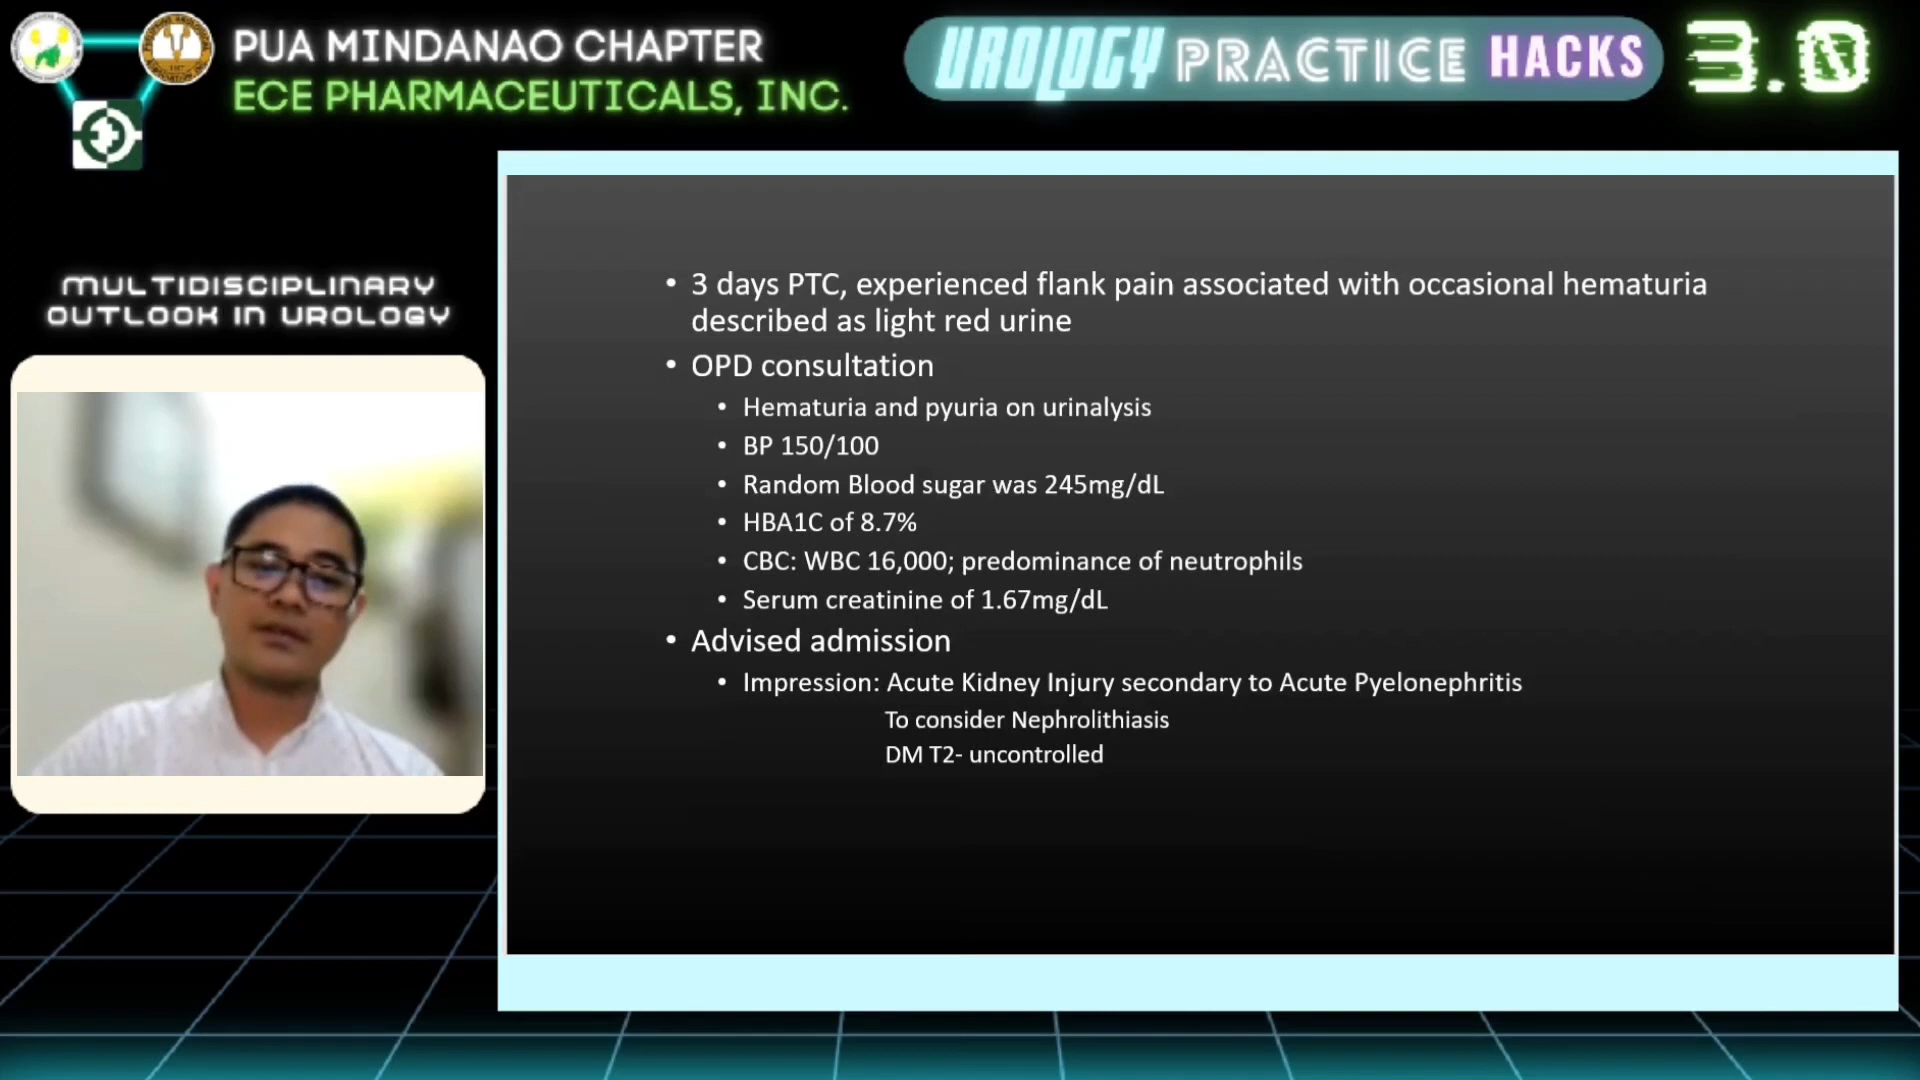 PUA MINDANAO CHAPTER
ECE PHARMACEUTICALS, INC.
UROLOGY PRACTICE HACKS 3.0
MULTIDISCIPLINARY
OUTLOOK IN UROLOGY
• 3 days PTC, experienced flank pain associated with occasional hematuria
described as light red urine
• OPD consultation
• Hematuria and pyuria on urinalysis
• BP 150/100
• Random Blood sugar was 245mg/dL
• HBA1C of 8.7%
• CBC: WBC 16,000; predominance of neutrophils
• Serum creatinine of 1.67mg/dL
• Advised admission
• Impression: Acute Kidney Injury secondary to Acute Pyelonephritis
To consider Nephrolithiasis
DM T2- uncontrolled